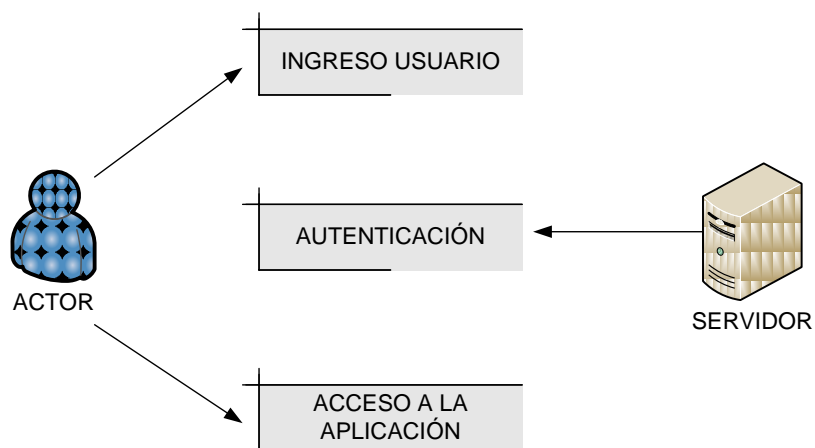 INGRESO USUARIO
AUTENTICACIÓN
ACTOR
SERVIDOR
ACCESO A LA
APLICACIÓN